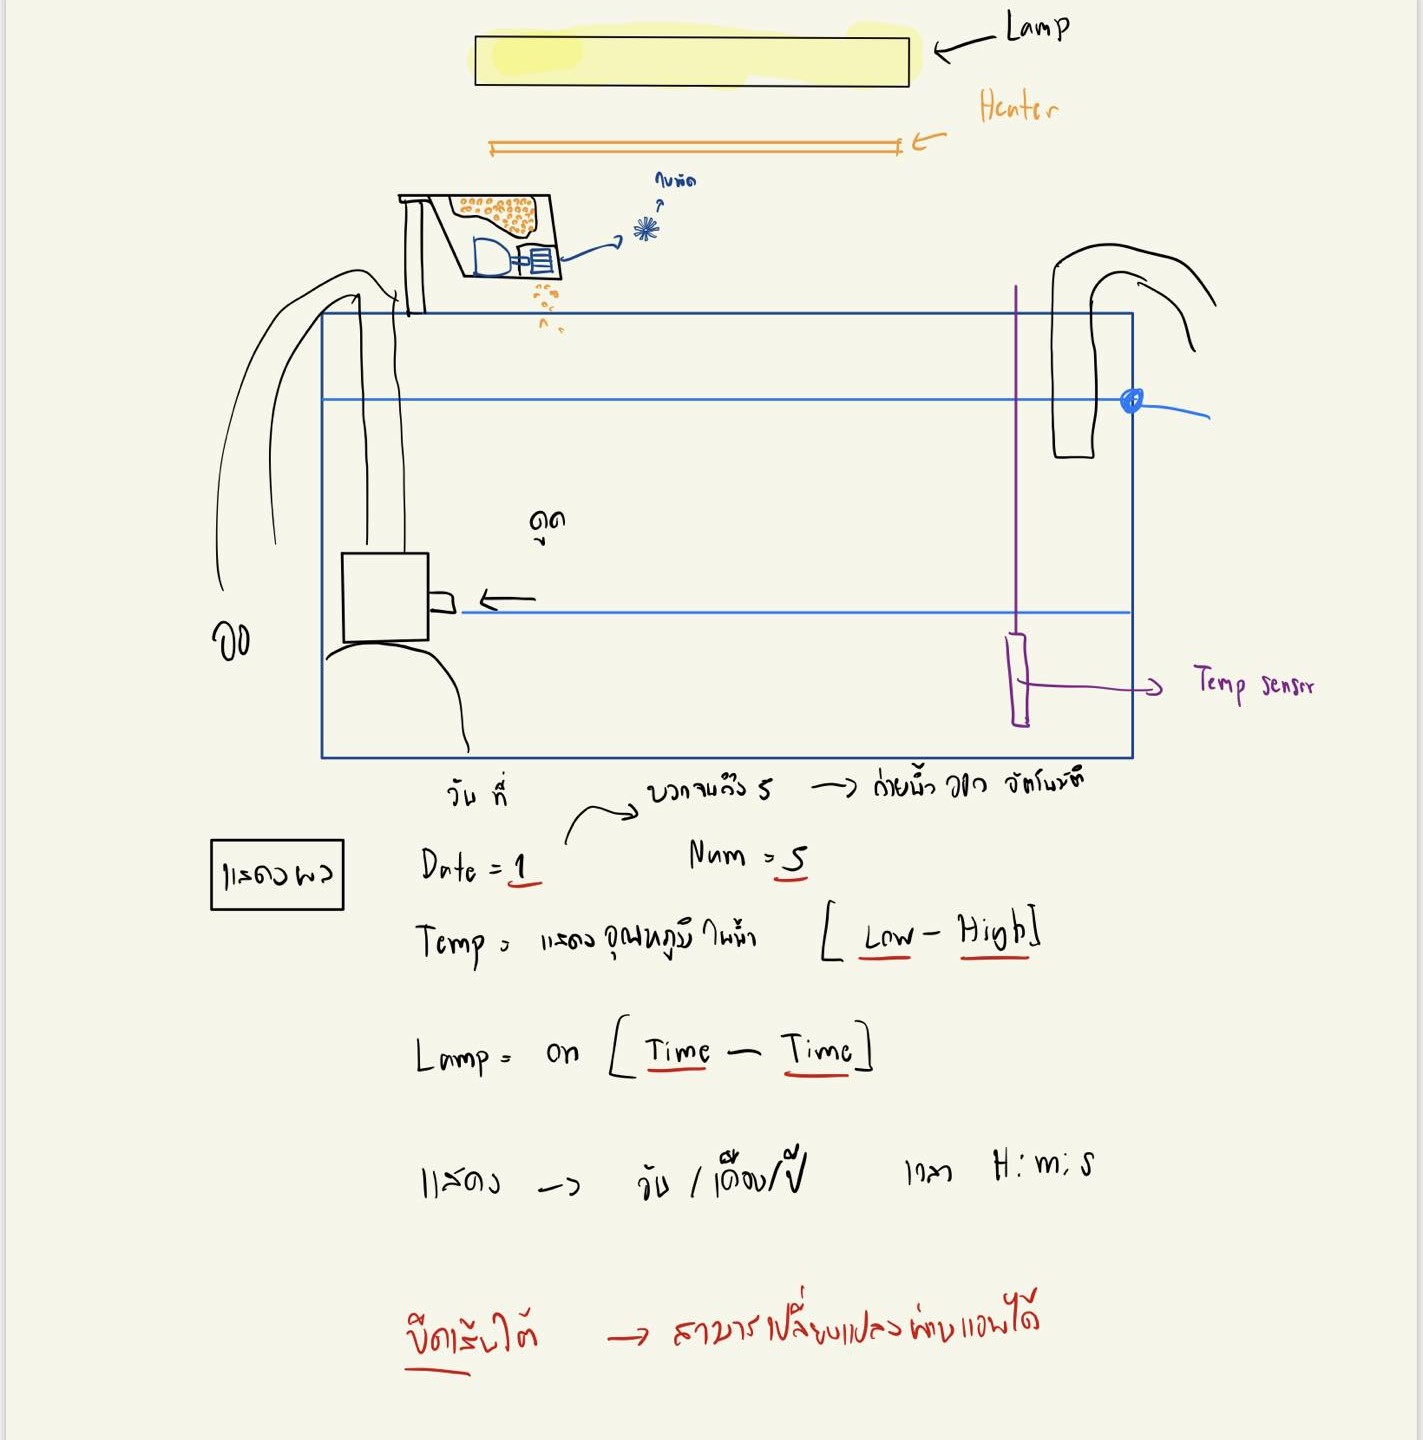 Lamp
Heater
ใบพัด
ดูด
ออ
Temp sensor
วัน ที่ บวกจนถึง 5 → ถ่ายน้ำ ออก อัตโนมัติ
แสดงผล
Date = 1 Num = 5
Temp = แสดง อุณหภูมิ ในน้ำ [ Low - High ]
Lamp = on [ Time - Time ]
แสดง → วัน / เดือน / ปี เวลา H : m : s
ขีดเส้นใต้ → สามารเปลี่ยนแปลงผ่านแอพได้